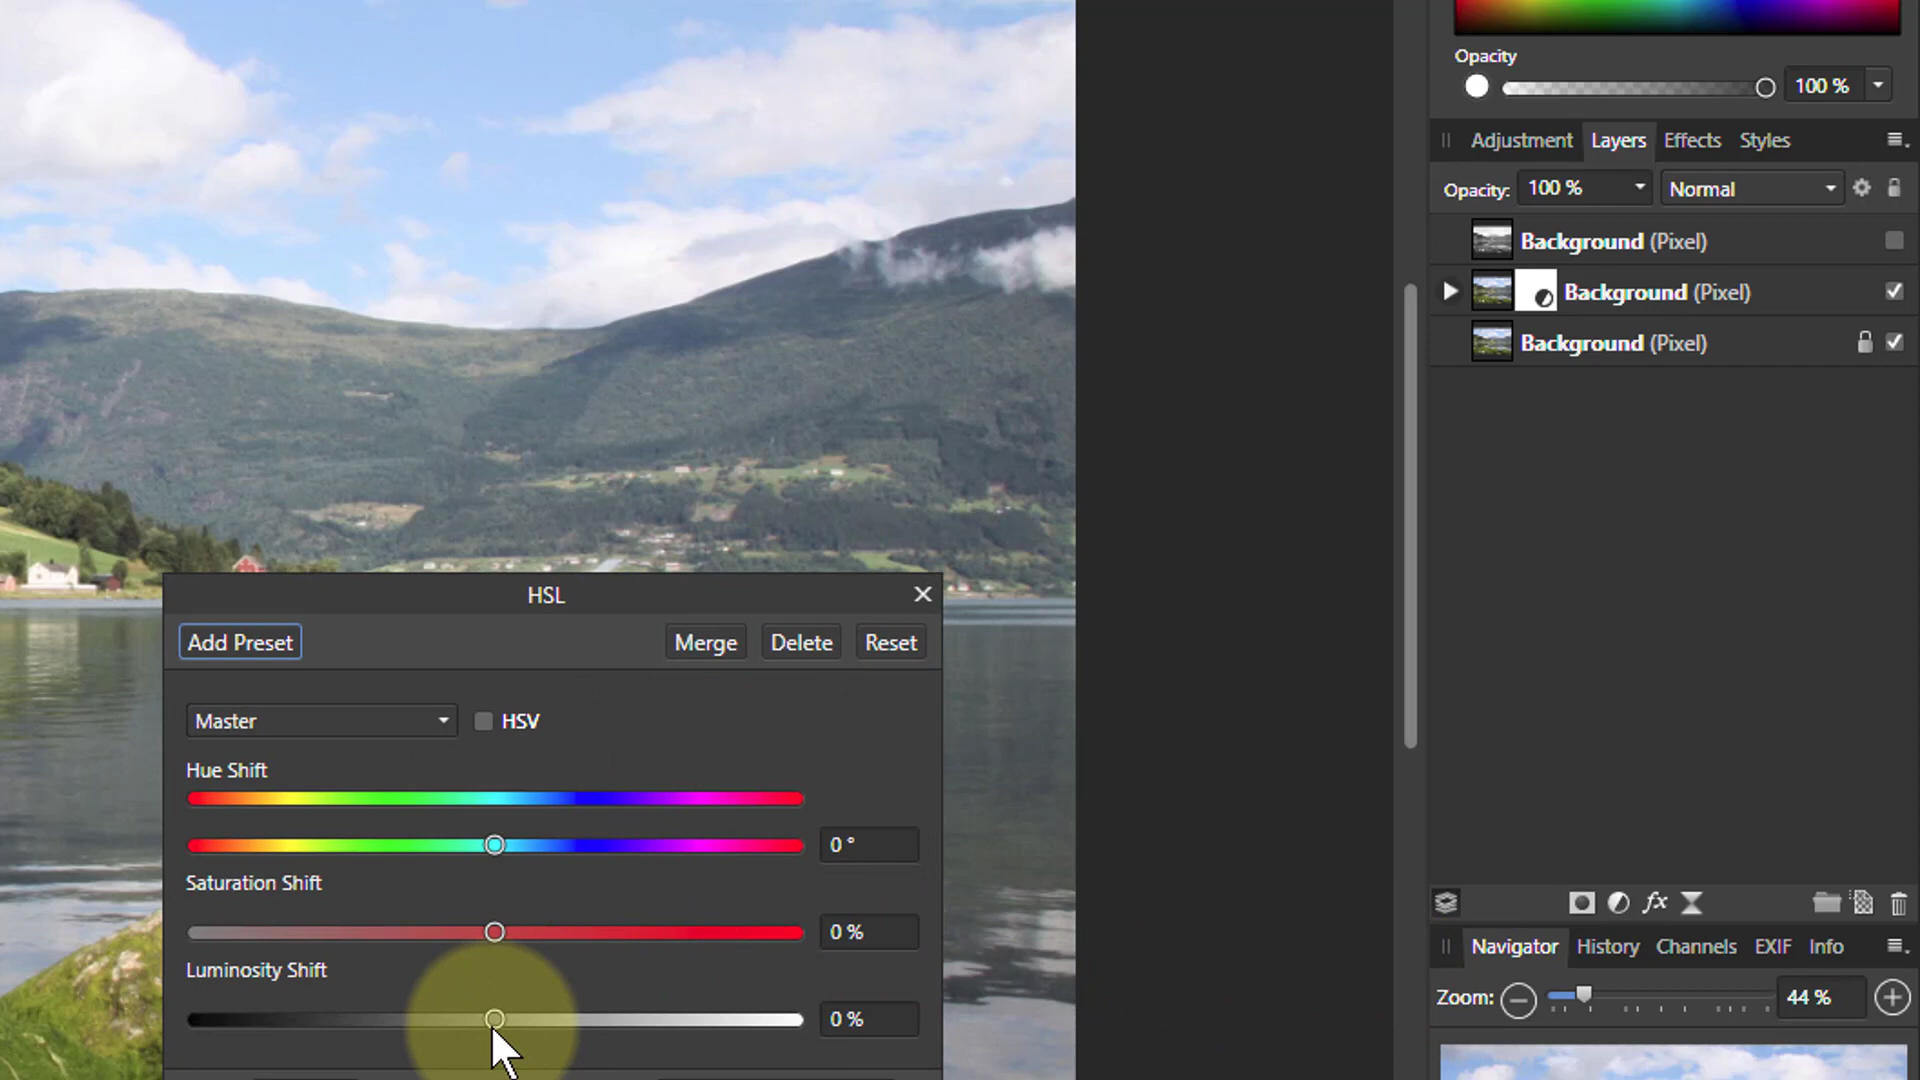 Opacity
100 %
Adjustment Layers Effects Styles
Opacity: 100 % Normal
Background (Pixel)
Background (Pixel)
Background (Pixel)
HSL
Add Preset Merge Delete Reset
Master HSV
Hue Shift
0 °
Saturation Shift
0 %
Luminosity Shift
0 %
fx
Navigator History Channels EXIF Info
Zoom: 44 %